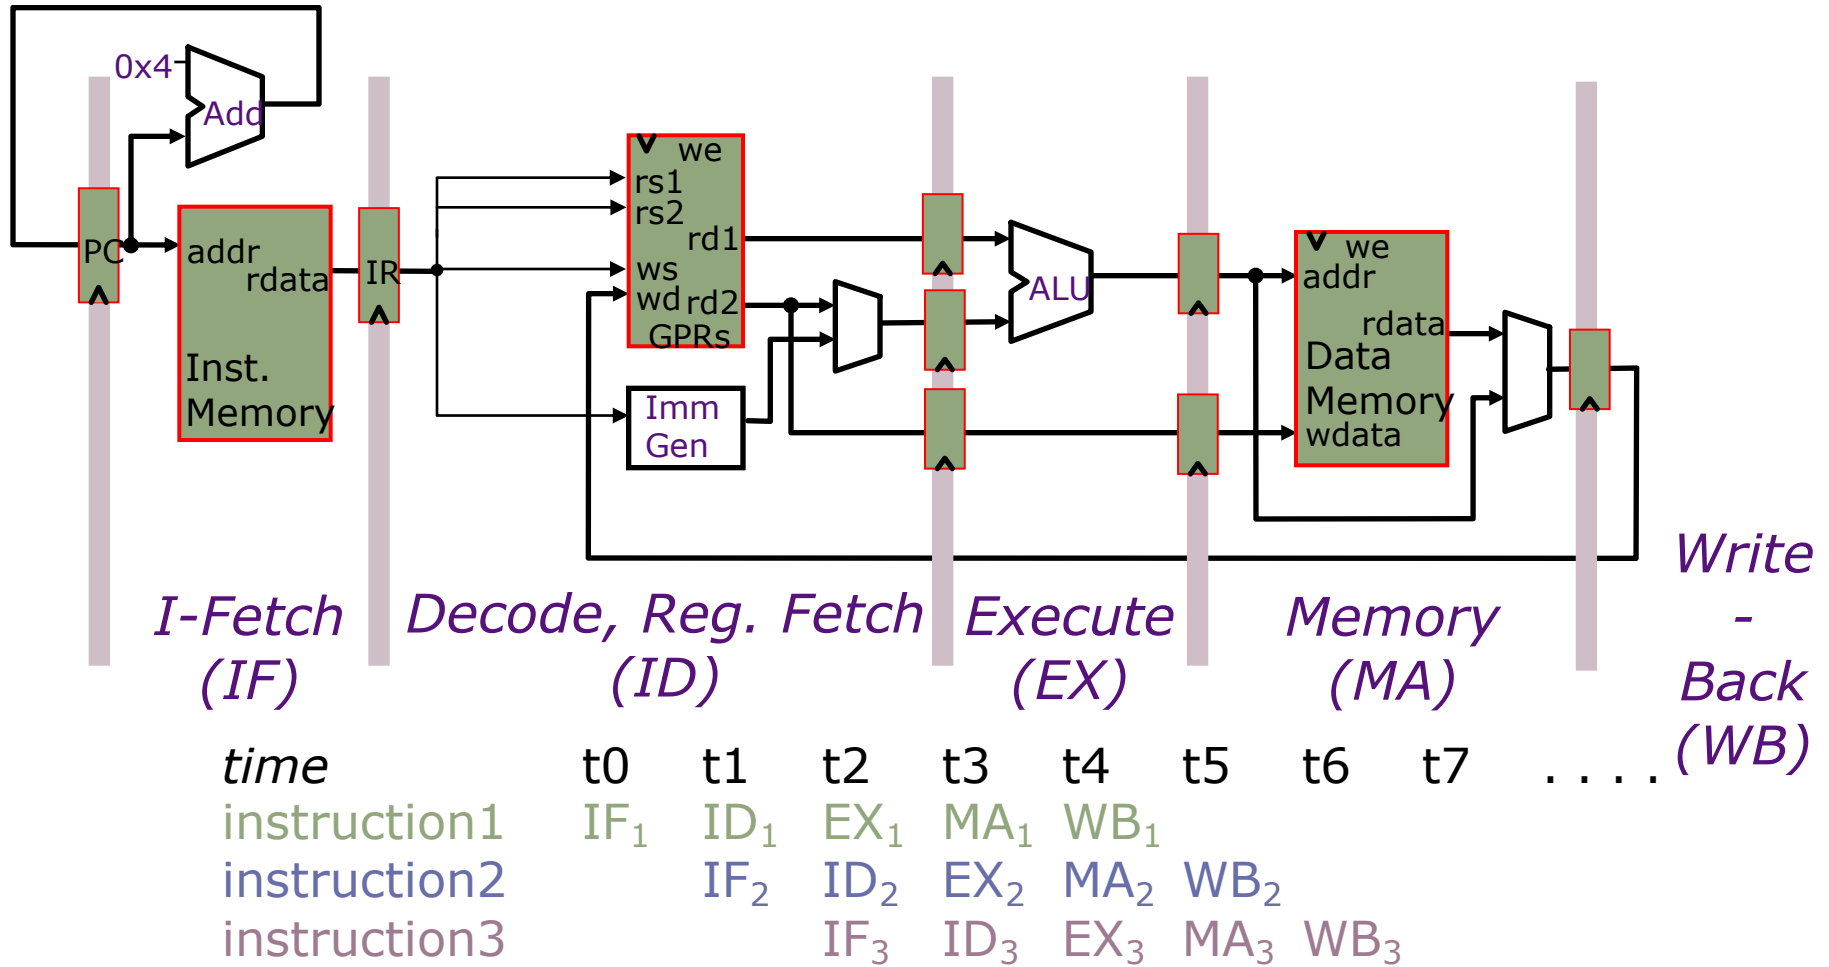 0x4
Add
PC
addr
rdata
Inst.
Memory
IR
we
rs1
rs2
rd1
ws
wd
rd2
GPRs
Imm
Gen
ALU
we
addr
rdata
Data
Memory
wdata
I-Fetch
(IF)
Decode, Reg. Fetch
(ID)
Execute
(EX)
Memory
(MA)
Write
-
Back
(WB)
time t0 t1 t2 t3 t4 t5 t6 t7 . . . .
instruction1 IF₁ ID₁ EX₁ MA₁ WB₁
instruction2 IF₂ ID₂ EX₂ MA₂ WB₂
instruction3 IF₃ ID₃ EX₃ MA₃ WB₃